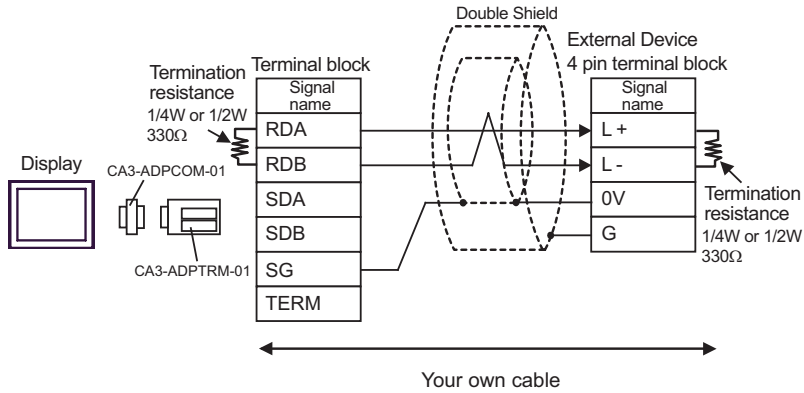 Double Shield
External Device
4 pin terminal block
Terminal block
Termination
resistance
1/4W or 1/2W
330Ω
Signal
name
RDA
RDB
SDA
SDB
SG
TERM
Signal
name
L +
L -
0V
G
Display
CA3-ADPCOM-01
CA3-ADPTRM-01
Termination
resistance
1/4W or 1/2W
330Ω
Your own cable